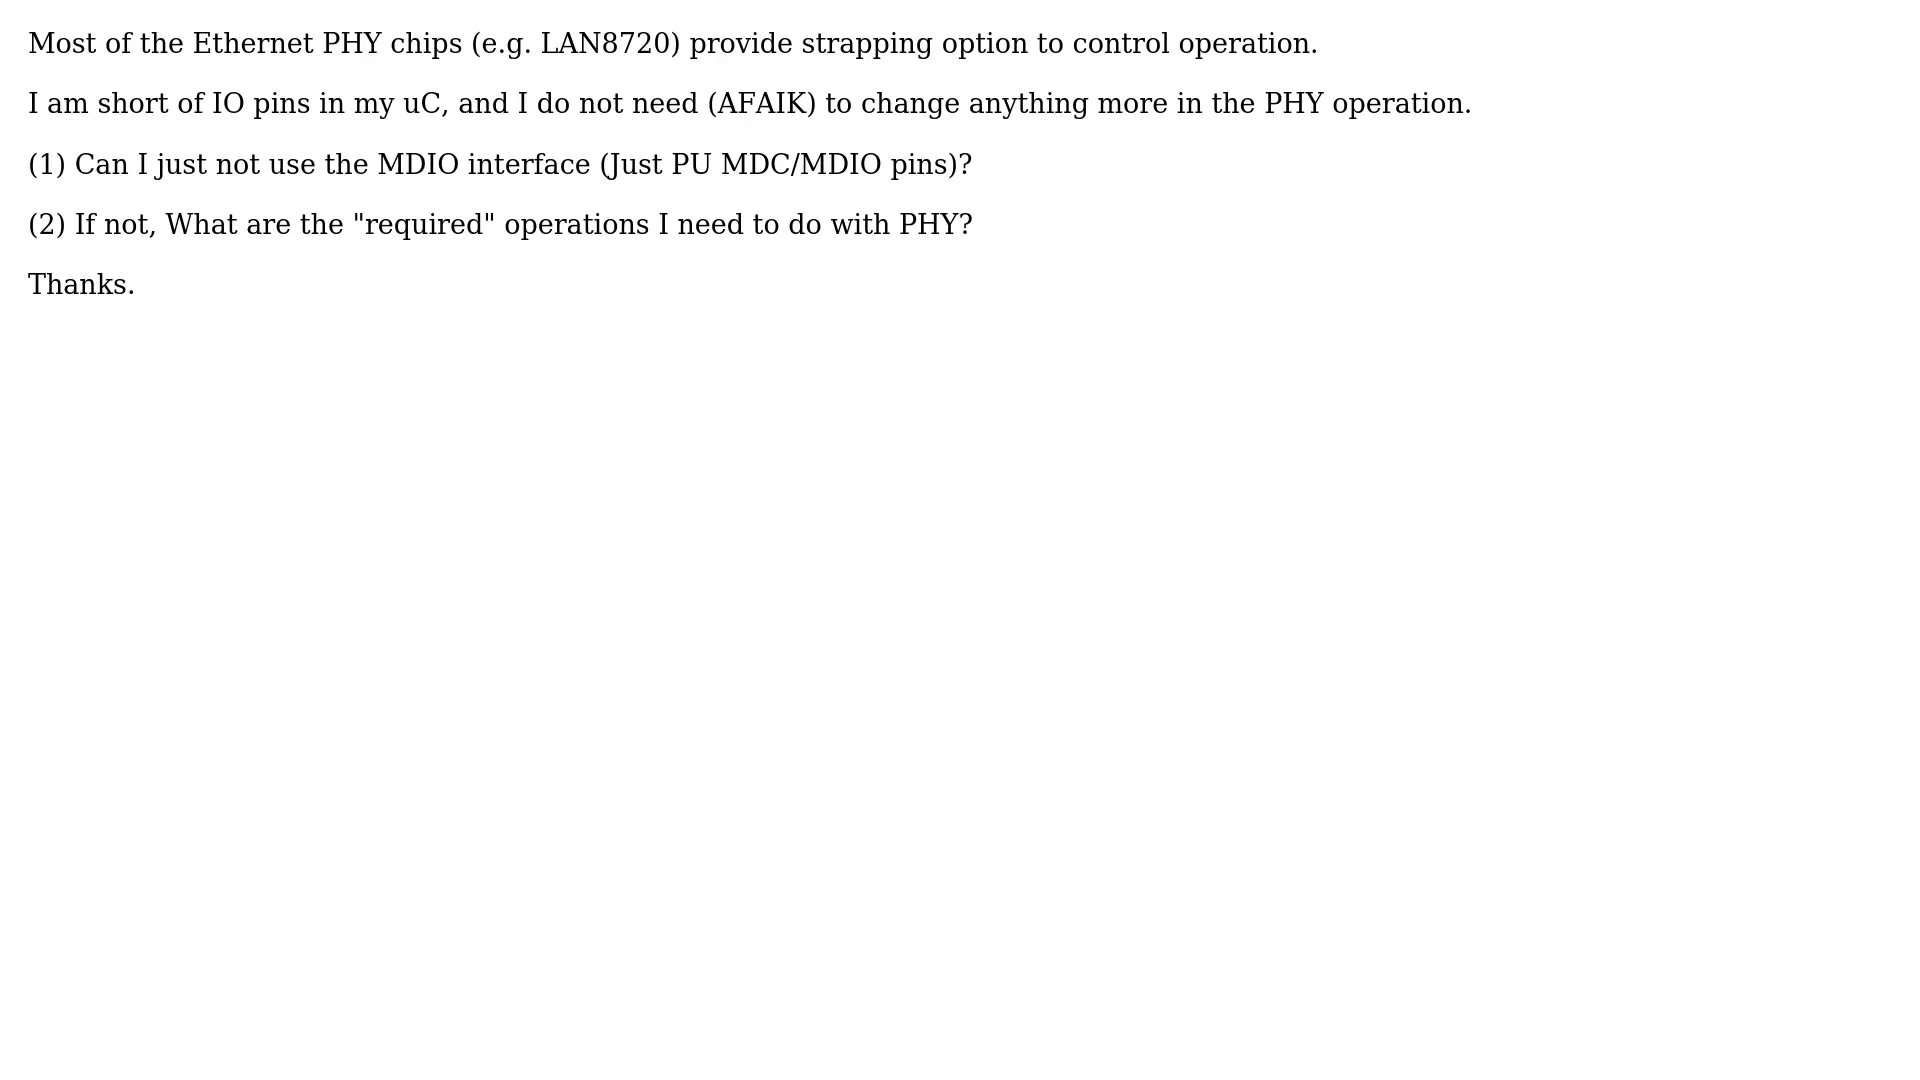 Most of the Ethernet PHY chips (e.g. LAN8720) provide strapping option to control operation.
I am short of IO pins in my uC, and I do not need (AFAIK) to change anything more in the PHY operation.
(1) Can I just not use the MDIO interface (Just PU MDC/MDIO pins)?
(2) If not, What are the "required" operations I need to do with PHY?
Thanks.